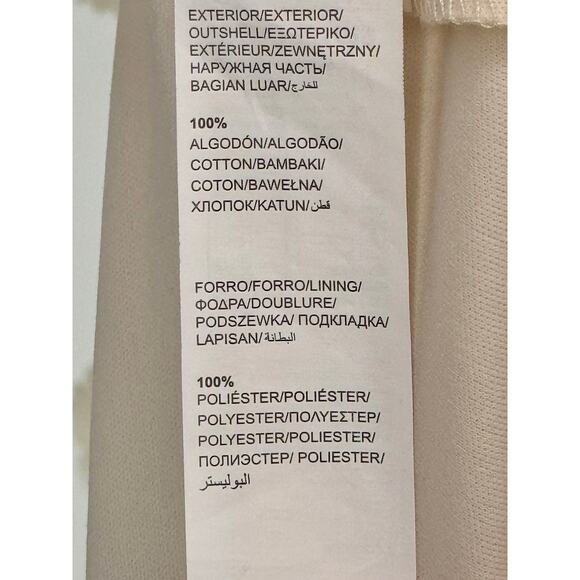 EXTERIOR/EXTERIOR/
OUTSHELL/ΕΞΩΤΕΡΙΚΟ/
EXTÉRIEUR/ZEWNĘTRZNY/
НАРУЖНАЯ ЧАСТЬ/
BAGIAN LUAR/للخارج
100%
ALGODÓN/ALGODÃO/
COTTON/BAMBAKI/
COTON/BAWEŁNA/
ХЛОПОК/KATUN/قطن
FORRO/FORRO/LINING/
ΦΟΔΡΑ/DOUBLURE/
PODSZEWKA/ ПОДКЛАДКА/
LAPISAN/البطانة
100%
POLIÉSTER/POLIÉSTER/
POLYESTER/ΠΟΛΥΕΣΤΕΡ/
POLYESTER/POLIESTER/
ПОЛИЭСТЕР/ POLIESTER/
البوليستر